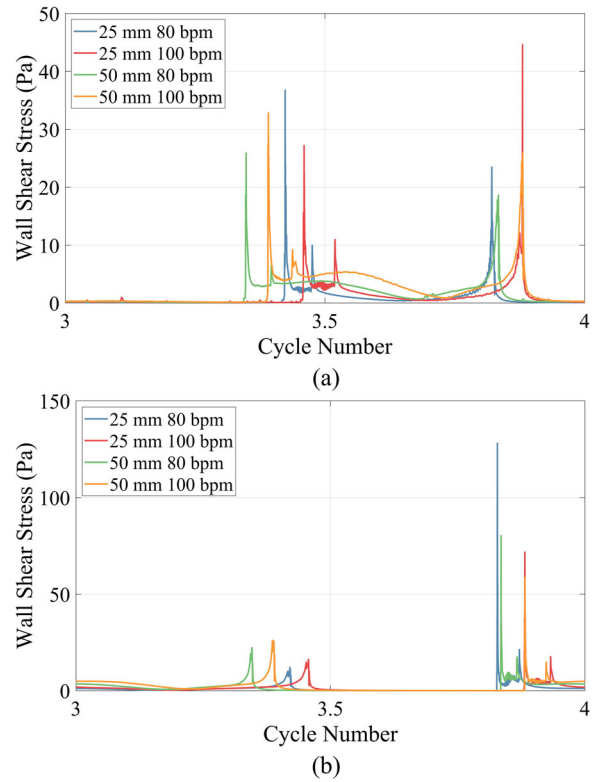 50
40
30
20
10
0
Wall Shear Stress (Pa)
25 mm 80 bpm
25 mm 100 bpm
50 mm 80 bpm
50 mm 100 bpm
3
3.5
4
Cycle Number
(a)
150
100
50
0
Wall Shear Stress (Pa)
25 mm 80 bpm
25 mm 100 bpm
50 mm 80 bpm
50 mm 100 bpm
3
3.5
4
Cycle Number
(b)